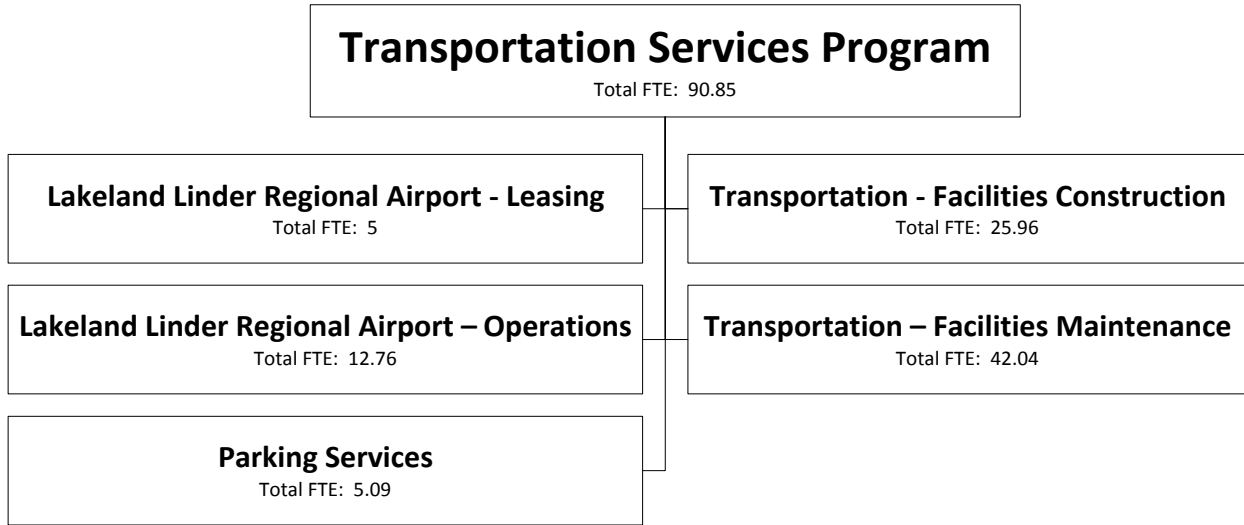 Transportation Services Program
Total FTE: 90.85
Lakeland Linder Regional Airport - Leasing
Total FTE: 5
Transportation - Facilities Construction
Total FTE: 25.96
Lakeland Linder Regional Airport – Operations
Total FTE: 12.76
Transportation – Facilities Maintenance
Total FTE: 42.04
Parking Services
Total FTE: 5.09